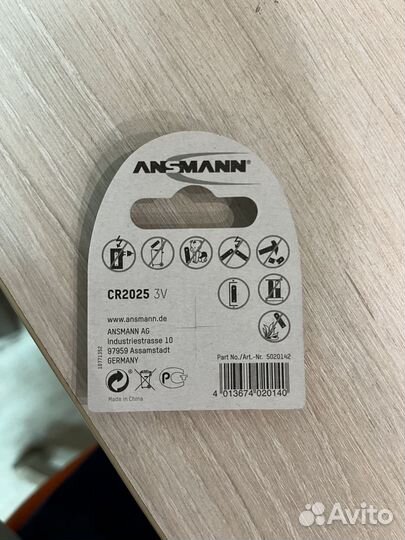 ANSMANN®
CR2025 3V
www.ansmann.de
ANSMANN AG
Industriestrasse 10
97959 Assamstadt
GERMANY
Part No./Art.-Nr. 5020142
4 013674 020140
Made in China
Avito